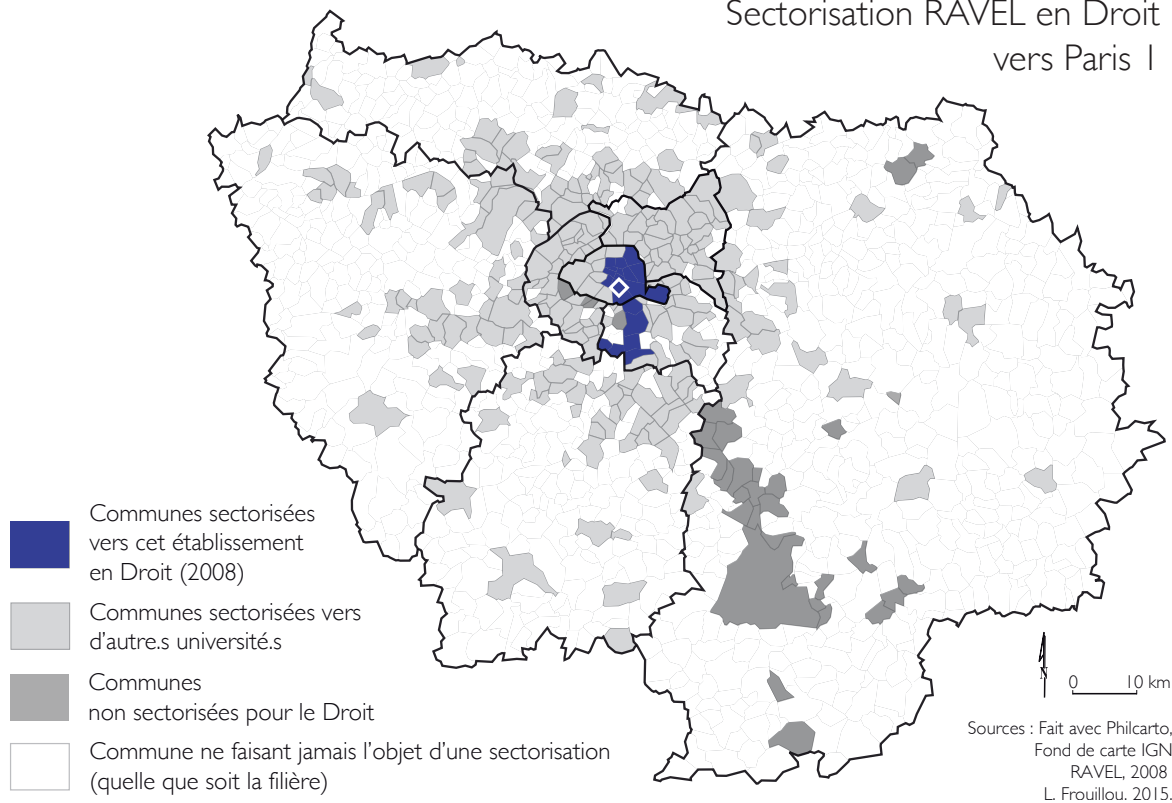 Sectorisation RAVEL en Droit
vers Paris 1
Communes sectorisées
vers cet établissement
en Droit (2008)
Communes sectorisées vers
d'autre.s université.s
Communes
non sectorisées pour le Droit
Commune ne faisant jamais l'objet d'une sectorisation
(quelle que soit la filière)
N
0 10 km
Sources : Fait avec Philcarto,
Fond de carte IGN
RAVEL, 2008
L. Frouillou, 2015.